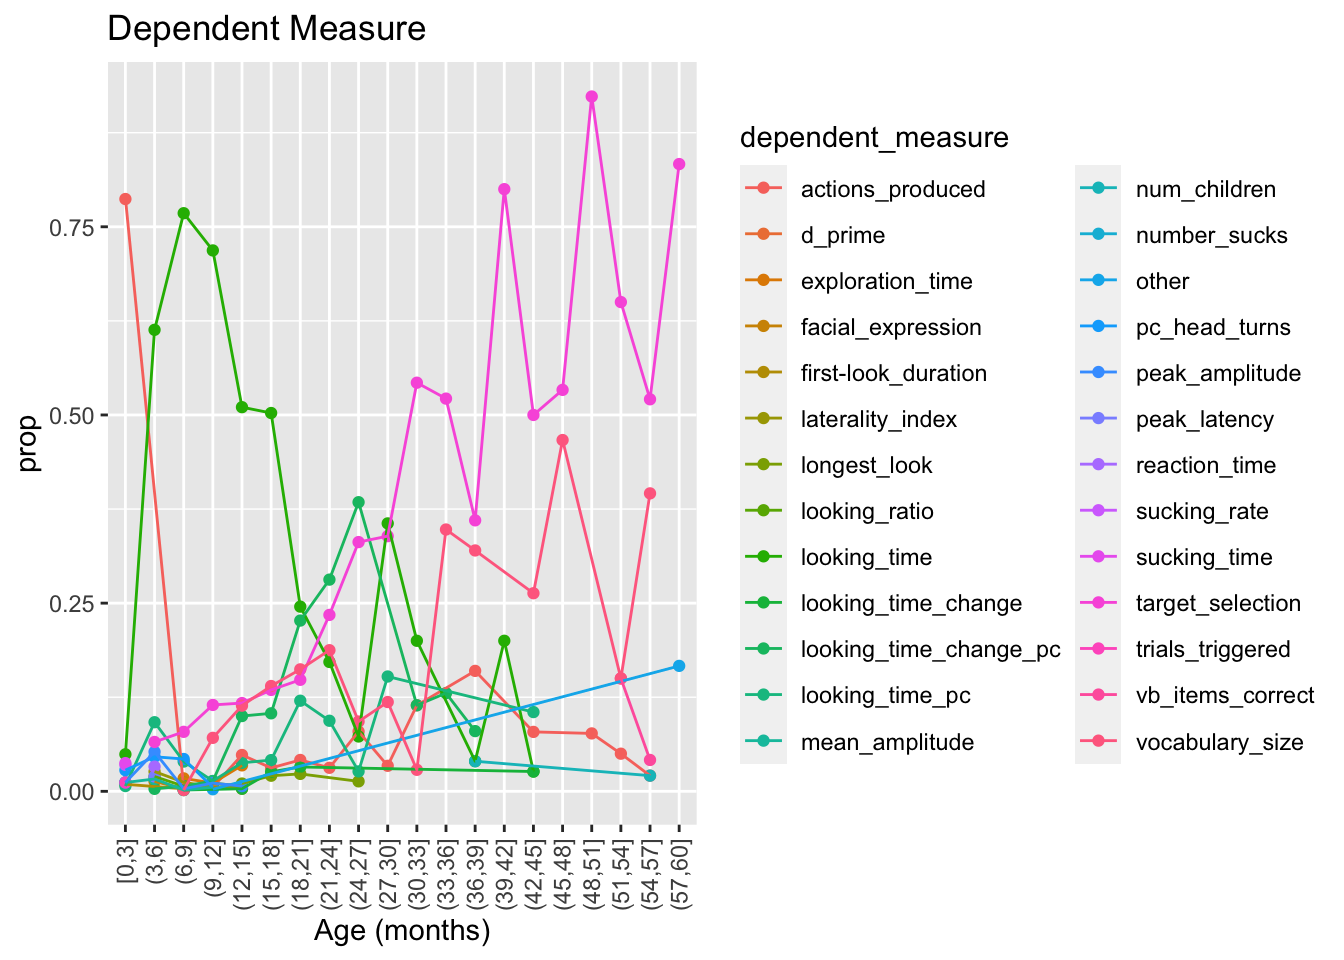 Dependent Measure
prop
0.75
0.50
0.25
0.00
[0,3]
(3,6]
(6,9]
(9,12]
(12,15]
(15,18]
(18,21]
(21,24]
(24,27]
(27,30]
(30,33]
(33,36]
(36,39]
(39,42]
(42,45]
(45,48]
(48,51]
(51,54]
(54,57]
(57,60]
Age (months)
dependent_measure
actions_produced
d_prime
exploration_time
facial_expression
first-look_duration
laterality_index
longest_look
looking_ratio
looking_time
looking_time_change
looking_time_change_pc
looking_time_pc
mean_amplitude
num_children
number_sucks
other
pc_head_turns
peak_amplitude
peak_latency
reaction_time
sucking_rate
sucking_time
target_selection
trials_triggered
vb_items_correct
vocabulary_size